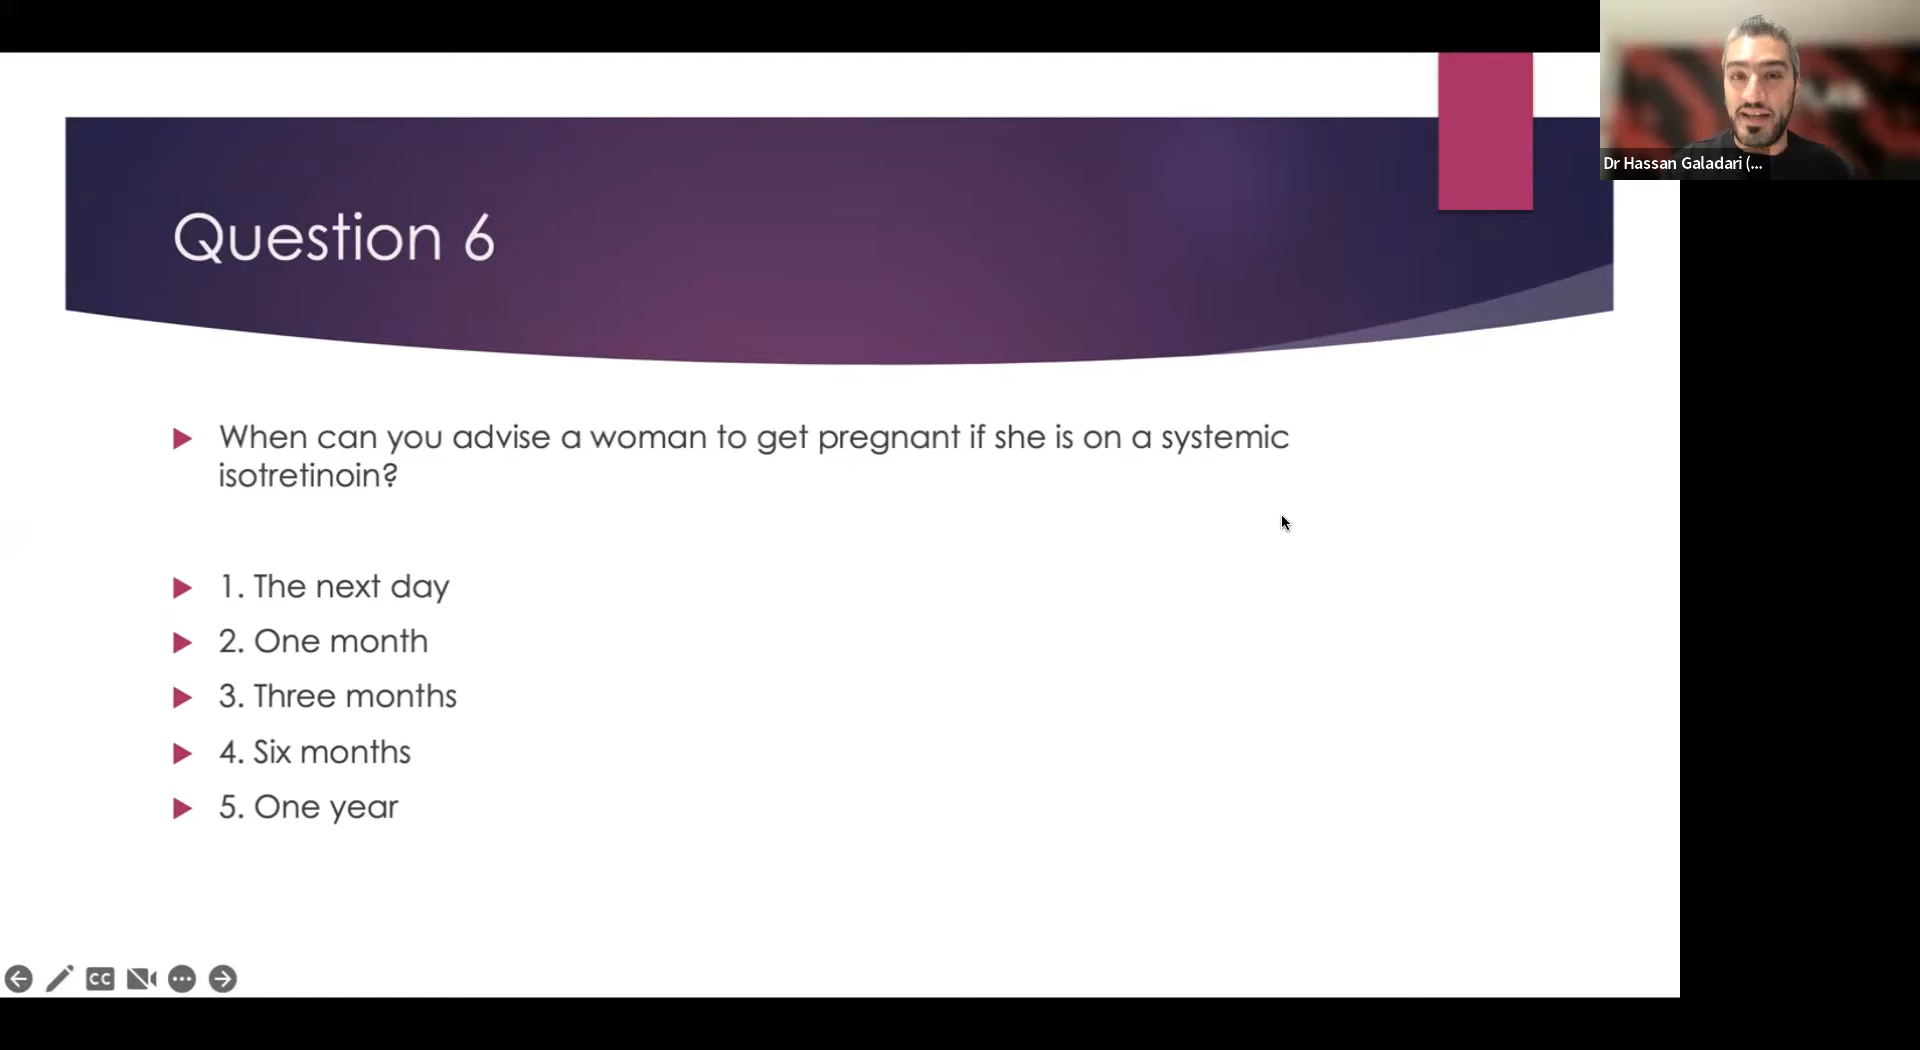 Question 6
When can you advise a woman to get pregnant if she is on a systemic
isotretinoin?
1. The next day
2. One month
3. Three months
4. Six months
5. One year
CC
Dr Hassan Galadari (...